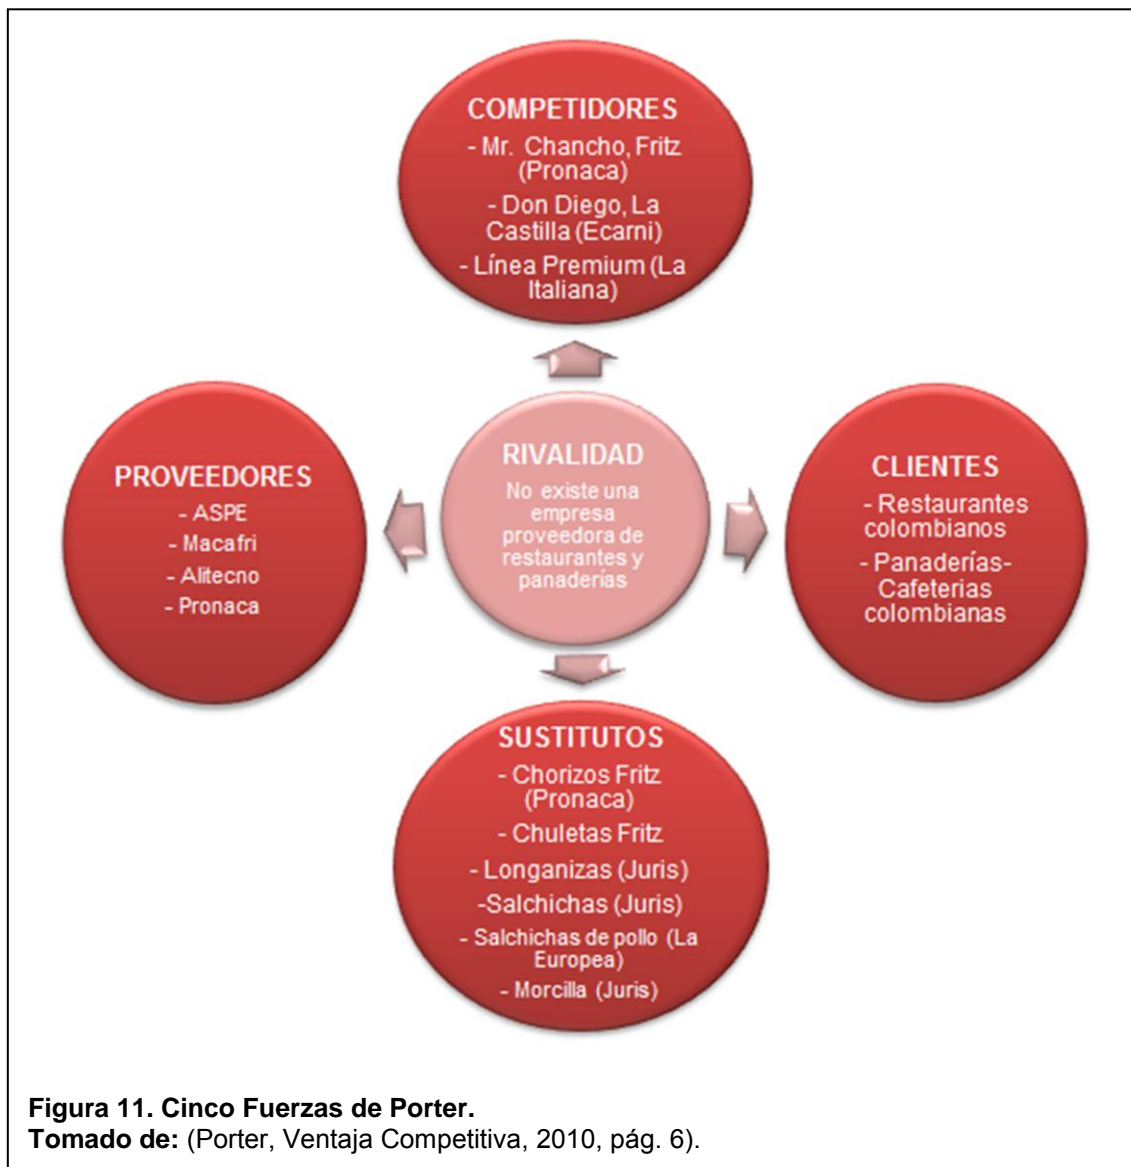 COMPETIDORES
- Mr. Chancho, Fritz
(Pronaca)
- Don Diego, La
Castilla (Ecarni)
- Línea Premium (La
Italiana)
PROVEEDORES
- ASPE
- Macafri
- Alitecno
- Pronaca
RIVALIDAD
No existe una
empresa
proveedora de
restaurantes y
panaderías
CLIENTES
- Restaurantes
colombianos
- Panaderías-
Cafeterias
colombianas
SUSTITUTOS
- Chorizos Fritz
(Pronaca)
- Chuletas Fritz
- Longanizas (Juris)
-Salchichas (Juris)
- Salchichas de pollo (La
Europea)
- Morcilla (Juris)
Figura 11. Cinco Fuerzas de Porter.
Tomado de: (Porter, Ventaja Competitiva, 2010, pág. 6).